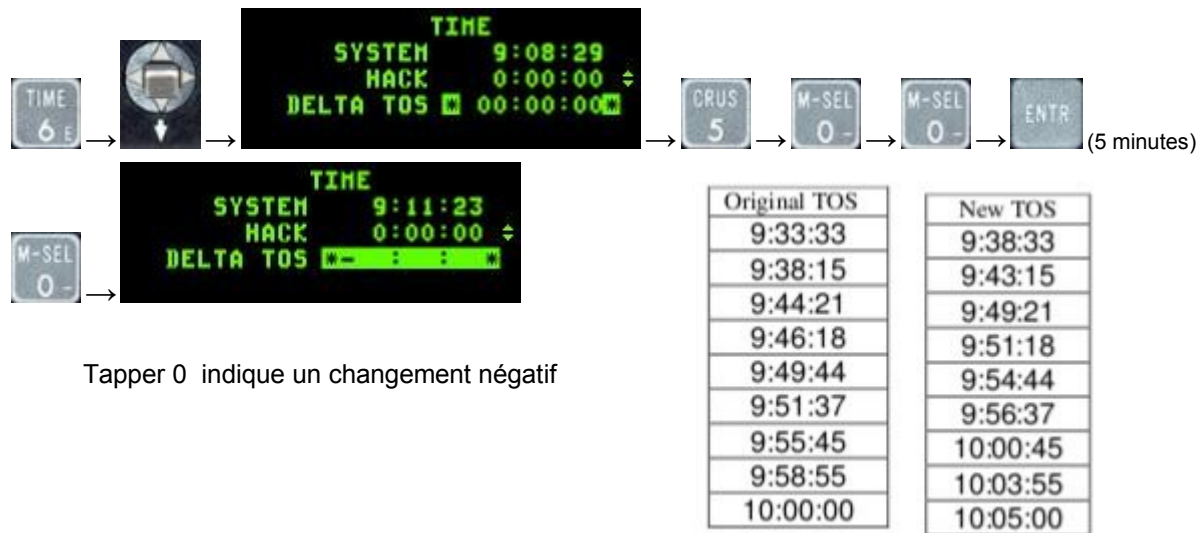 TIME
SYSTEM 9:08:29
HACK 0:00:00
DELTA TOS * 00:00:00*
TIME
6 E
→
→
→
CRUS
5
→
M-SEL
0 -
→
M-SEL
0 -
→
ENTR
(5 minutes)
M-SEL
0 -
→
TIME
SYSTEM 9:11:23
HACK 0:00:00
DELTA TOS *- : : *
Tapper 0 indique un changement négatif
Original TOS
9:33:33
9:38:15
9:44:21
9:46:18
9:49:44
9:51:37
9:55:45
9:58:55
10:00:00
New TOS
9:38:33
9:43:15
9:49:21
9:51:18
9:54:44
9:56:37
10:00:45
10:03:55
10:05:00